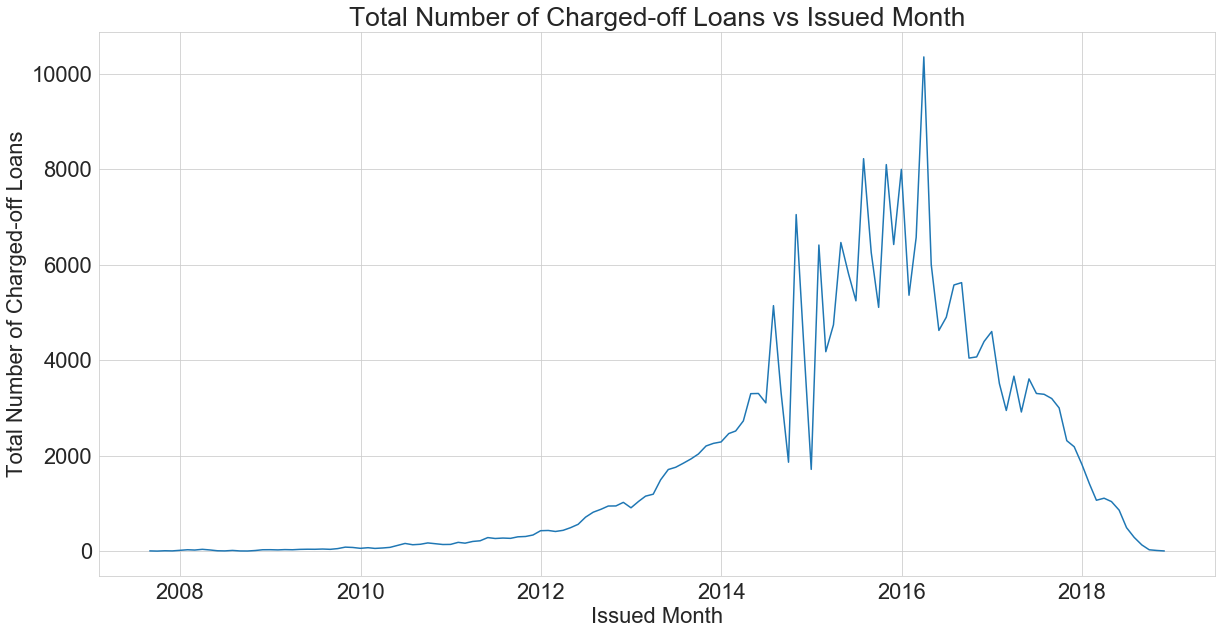 Total Number of Charged-off Loans vs Issued Month
Total Number of Charged-off Loans
10000
8000
6000
4000
2000
0
2008 2010 2012 2014 2016 2018
Issued Month